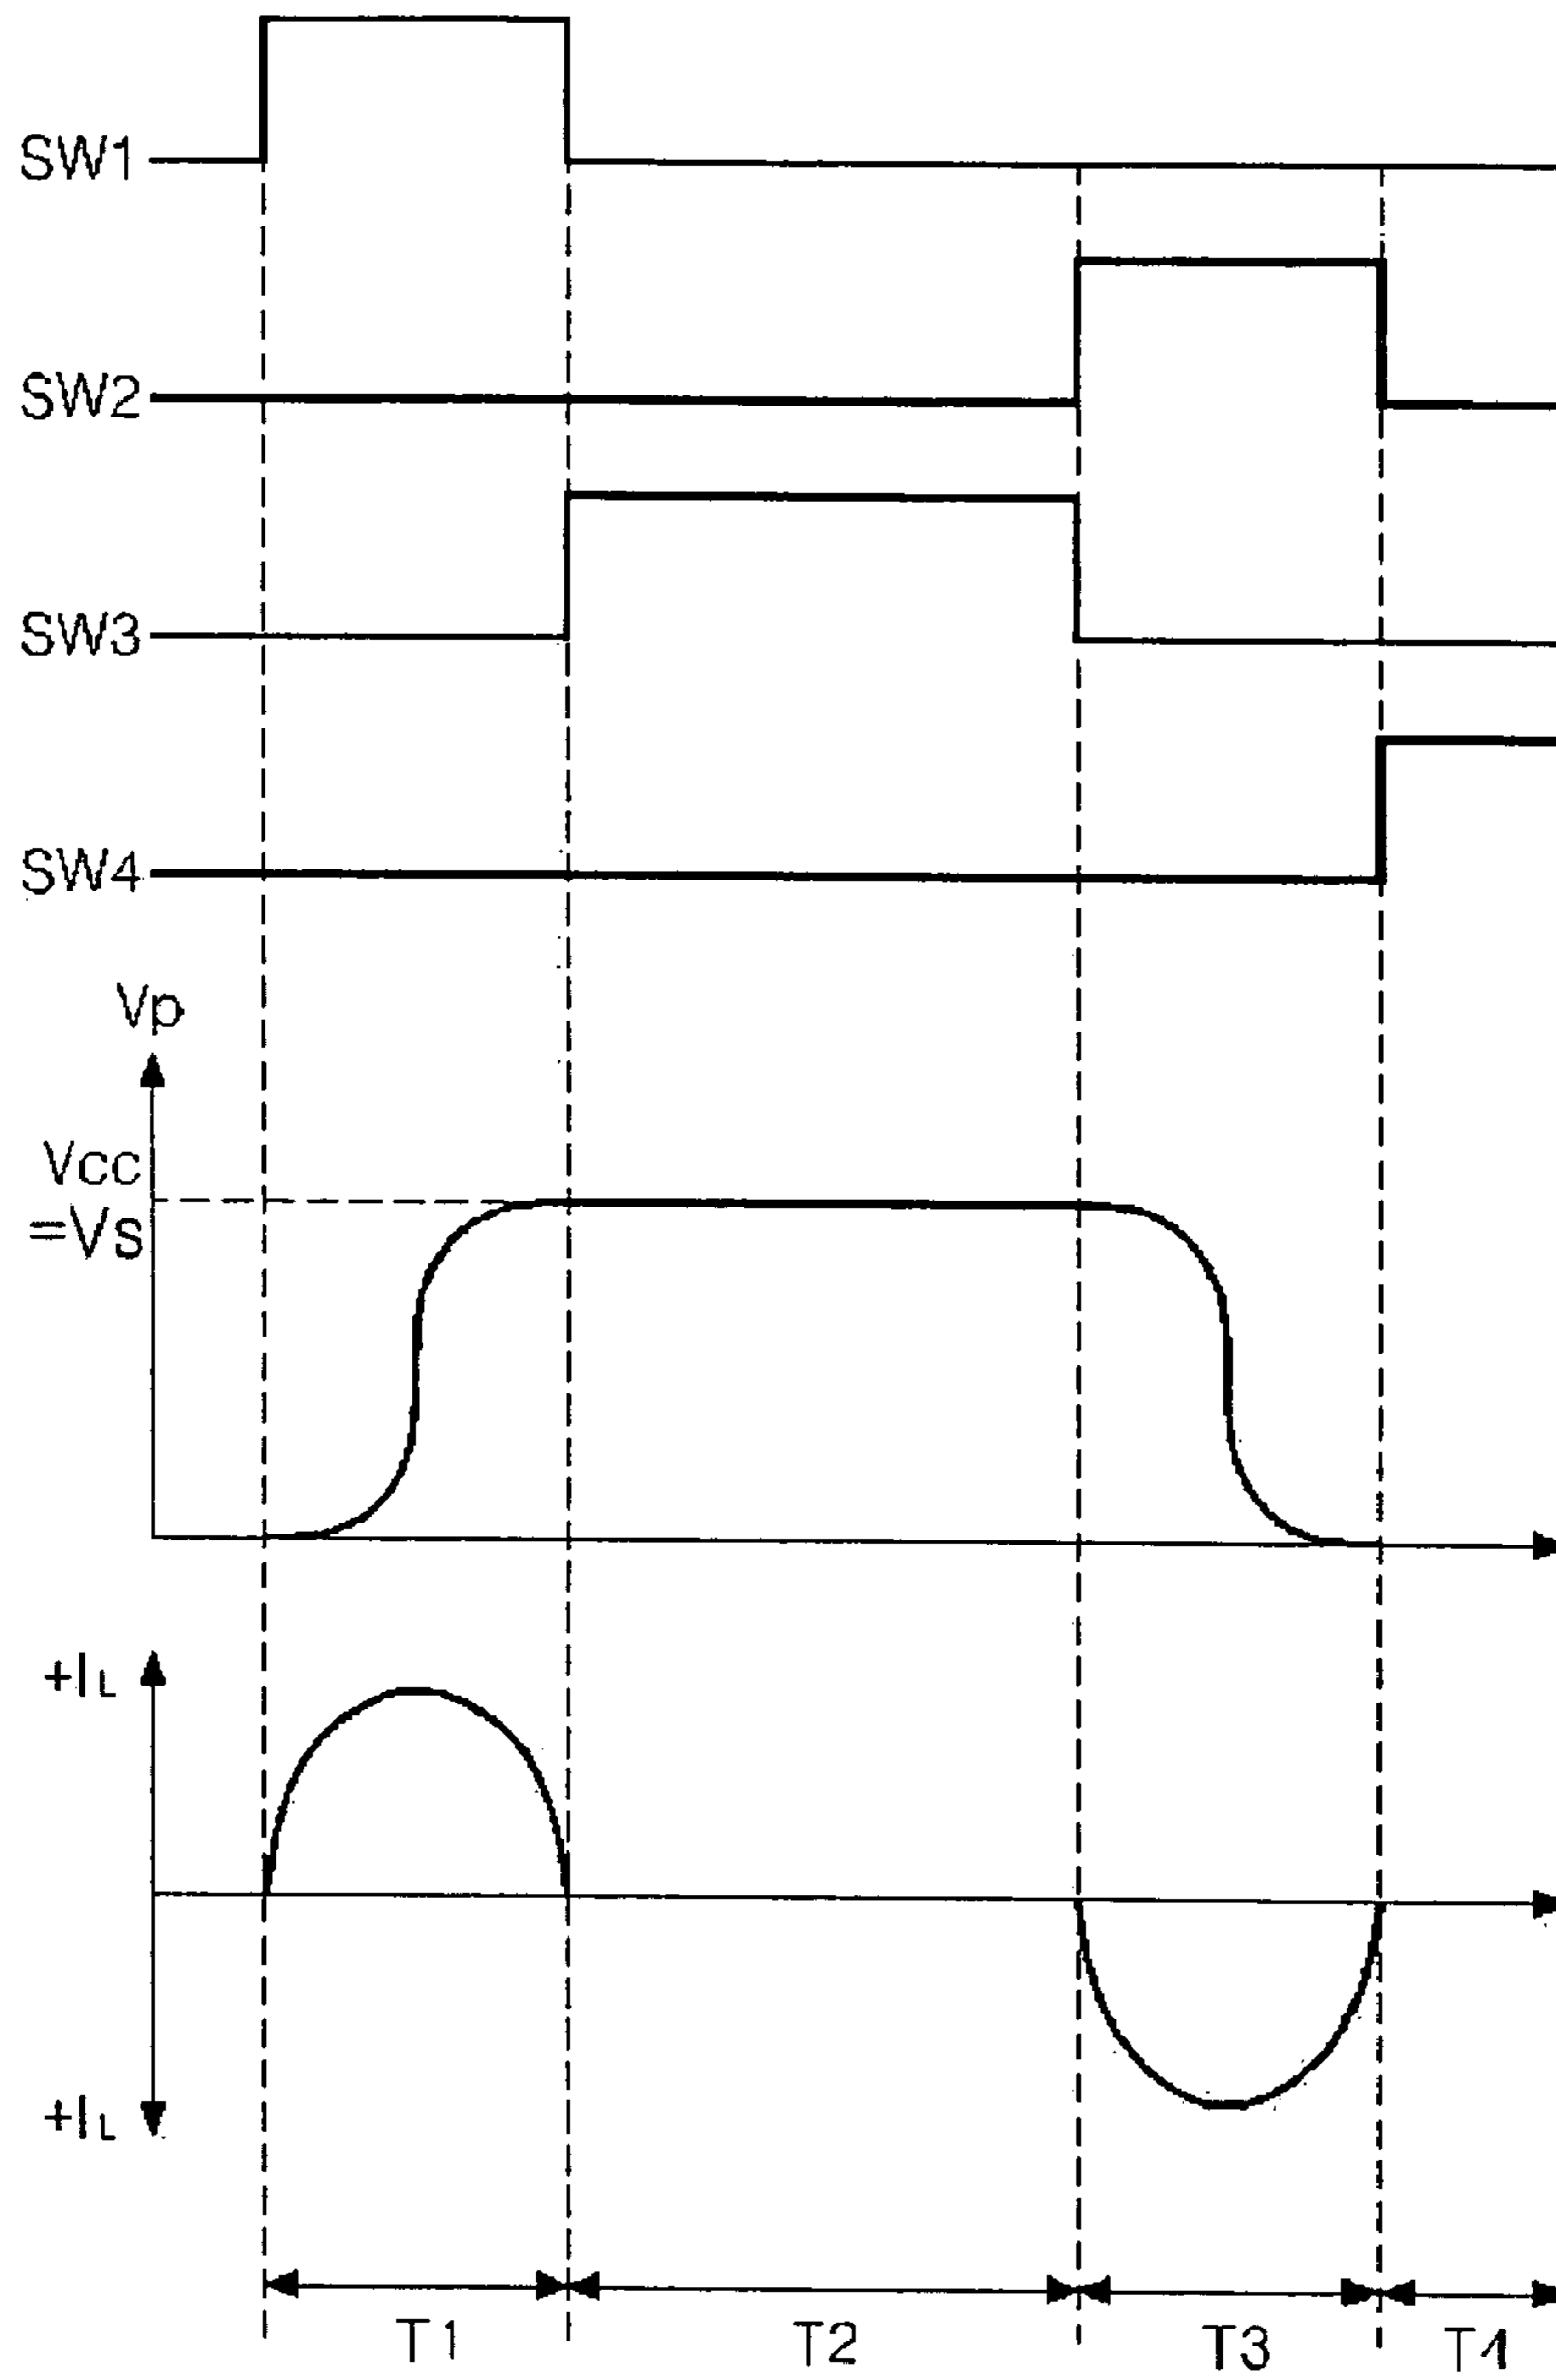 SW1
SW2
SW3
SW4
Vp
Vcc
=Vs
+IL
+IL
T1 T2 T3 T4